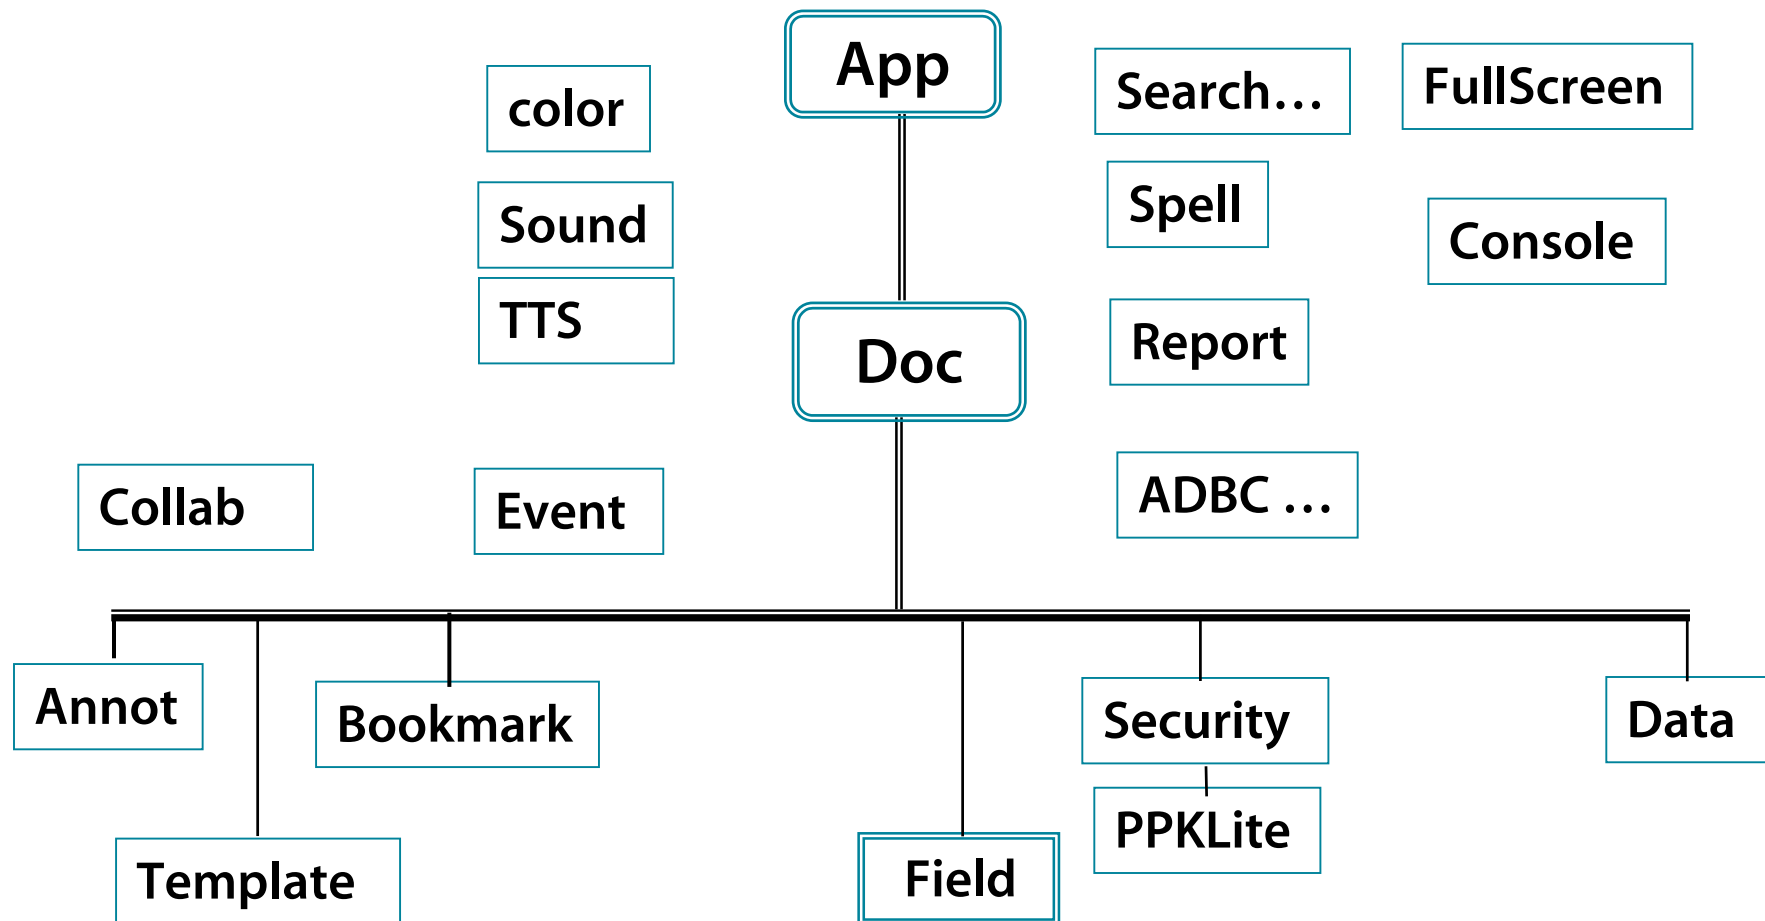 App
Search…
FullScreen
color
Spell
Sound
Console
TTS
Report
Doc
Collab
Event
ADBC …
Annot
Bookmark
Security
Data
PPKLite
Template
Field